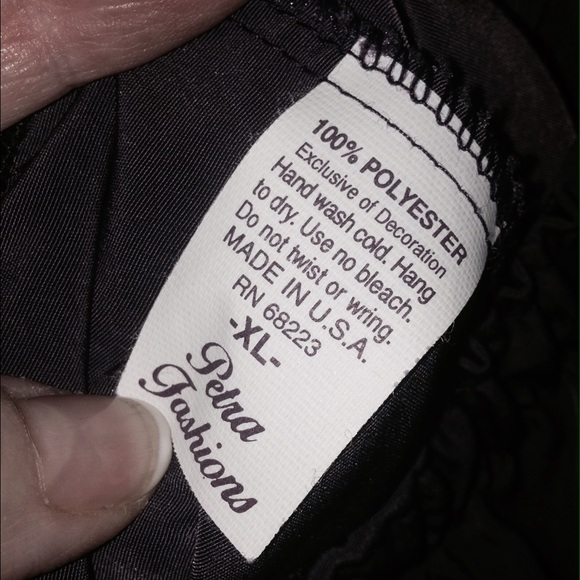 100% POLYESTER
Exclusive of Decoration
Hand wash cold. Hang
to dry. Use no bleach.
Do not twist or wring.
MADE IN U.S.A.
RN 68223
-XL-
Petra
Fashions